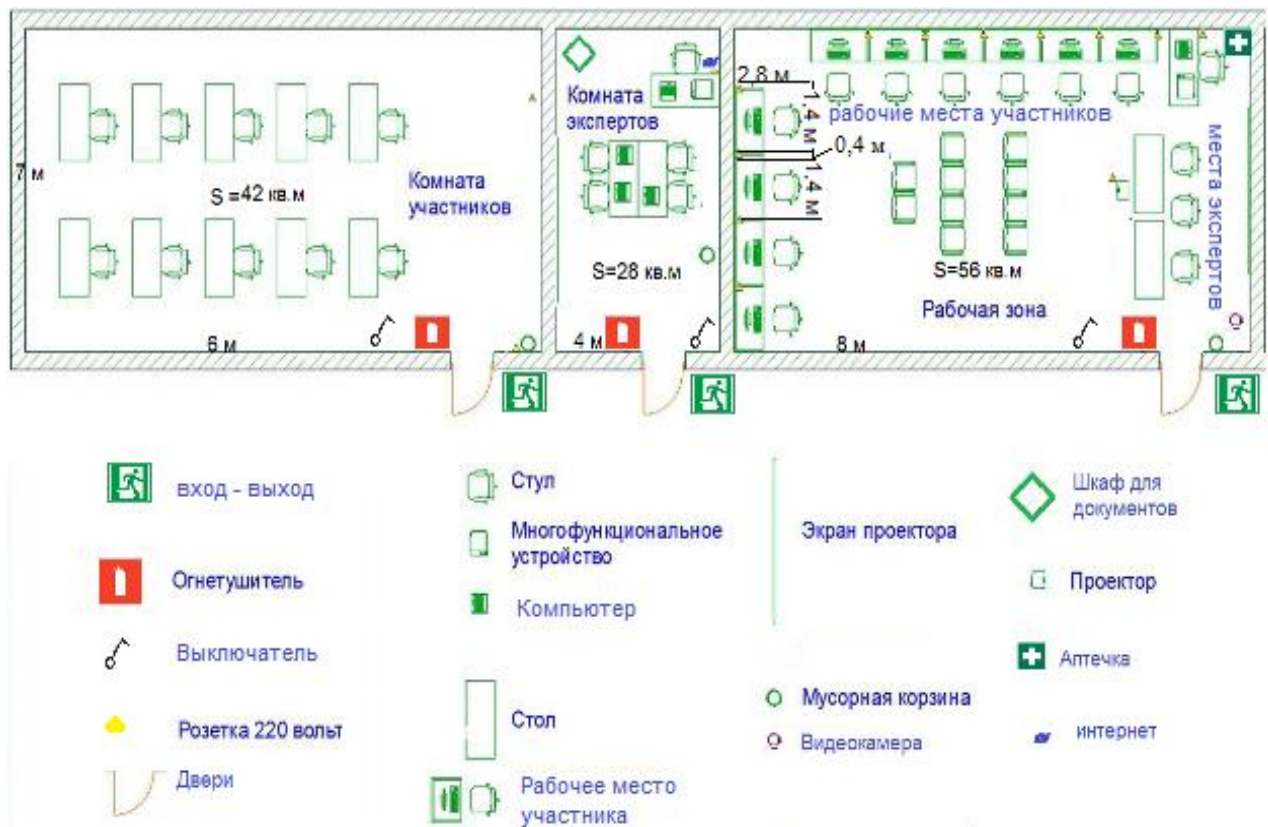 Комната
экспертов
2,8 м
1,4 м
рабочие места участников
0,4 м
1,4 м
места экспертов
7 м
S =42 кв.м
Комната
участников
S=28 кв.м
S=56 кв.м
Рабочая зона
6 м
4 м
8 м
вход - выход
Стул
Шкаф для
документов
Многофункциональное
устройство
Экран проектора
Огнетушитель
Проектор
Компьютер
Выключатель
Аптечка
Мусорная корзина
Стол
Розетка 220 вольт
Видеокамера
интернет
Двери
Рабочее место
участника